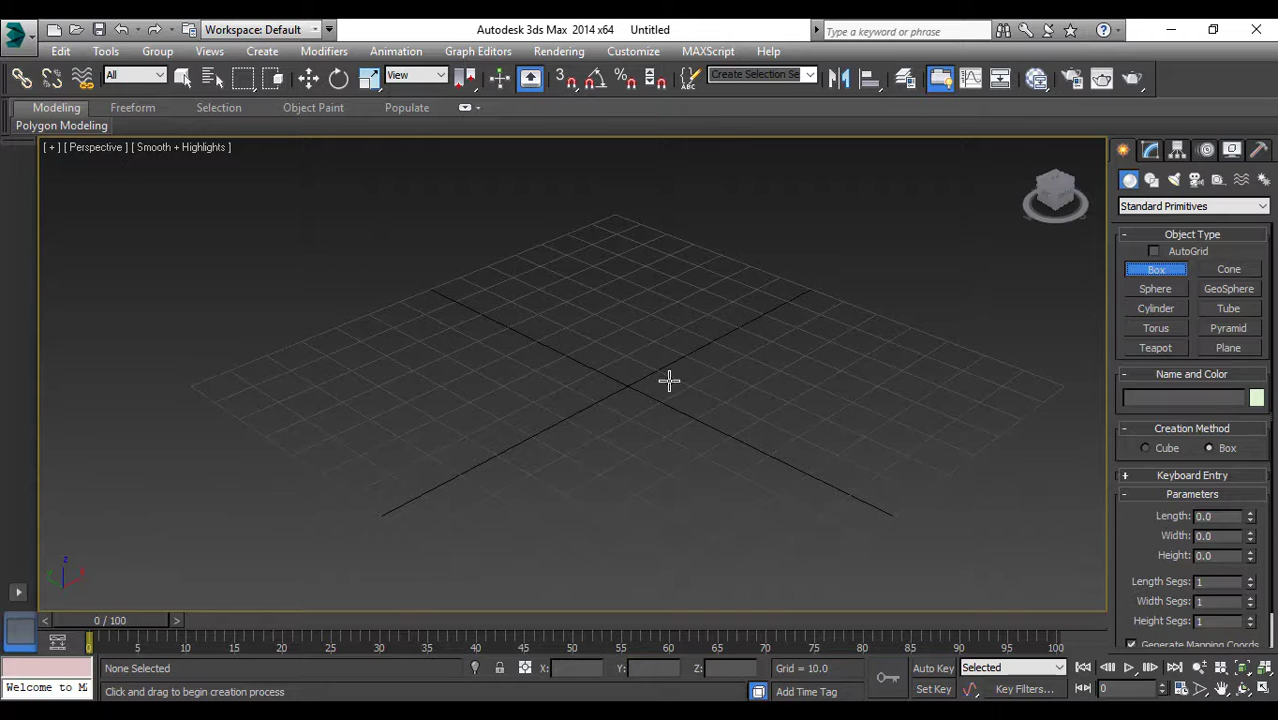 Workspace: Default
Autodesk 3ds Max 2014 x64 Untitled
Type a keyword or phrase
Edit Tools Group Views Create Modifiers Animation Graph Editors Rendering Customize MAXScript Help
All View Create Selection Se
Modeling Freeform Selection Object Paint Populate
Polygon Modeling
[ + ] [ Perspective ] [ Smooth + Highlights ]
Standard Primitives
Object Type
AutoGrid
Box Cone
Sphere GeoSphere
Cylinder Tube
Torus Pyramid
Teapot Plane
Name and Color
Creation Method
Cube Box
Keyboard Entry
Parameters
Length: 0.0
Width: 0.0
Height: 0.0
Length Segs: 1
Width Segs: 1
Height Segs: 1
Generate Mapping Coords
z
0 / 100
0 5 10 15 20 25 30 35 40 45 50 55 60 65 70 75 80 85 90 95 100
None Selected X: Y: Z: Grid = 10.0 Auto Key Selected
Welcome to M
Click and drag to begin creation process Add Time Tag Set Key Key Filters... 0